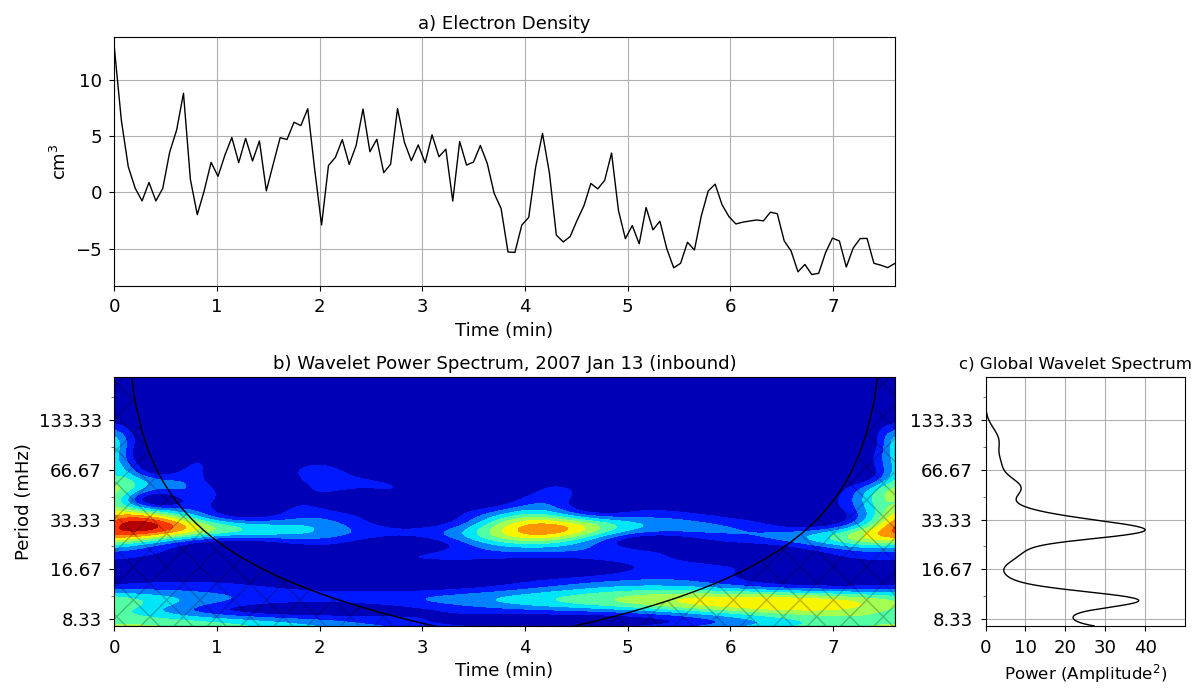 a) Electron Density
10
5
0
−5
cm³
0 1 2 3 4 5 6 7
Time (min)
b) Wavelet Power Spectrum, 2007 Jan 13 (inbound)
133.33
66.67
33.33
16.67
8.33
Period (mHz)
0 1 2 3 4 5 6 7
Time (min)
c) Global Wavelet Spectrum
133.33
66.67
33.33
16.67
8.33
0 10 20 30 40
Power (Amplitude²)